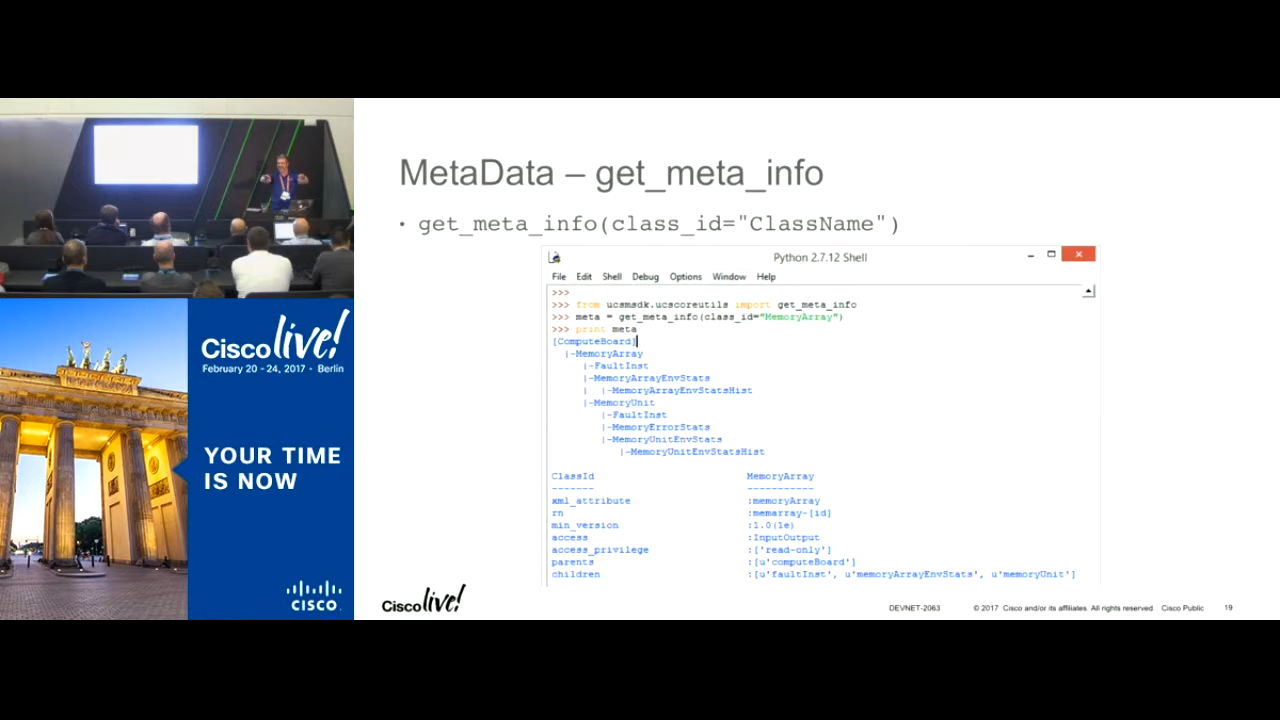 Cisco live!
February 20 - 24, 2017 • Berlin
YOUR TIME
IS NOW
CISCO
MetaData – get_meta_info
• get_meta_info(class_id="ClassName")
Python 2.7.12 Shell
File Edit Shell Debug Options Window Help
>>>
>>> from ucsmsdk.ucscoreutils import get_meta_info
>>> meta = get_meta_info(class_id="MemoryArray")
>>> print meta
[ComputeBoard]
|-MemoryArray
|-FaultInst
|-MemoryArrayEnvStats
| |-MemoryArrayEnvStatsHist
|-MemoryUnit
|-FaultInst
|-MemoryErrorStats
|-MemoryUnitEnvStats
|-MemoryUnitEnvStatsHist
ClassId MemoryArray
------- -----------
xml_attribute :memoryArray
rn :memarray-[id]
min_version :1.0(1e)
access :InputOutput
access_privilege :['read-only']
parents :[u'computeBoard']
children :[u'faultInst', u'memoryArrayEnvStats', u'memoryUnit']
Cisco live!
DEVNET-2063 © 2017 Cisco and/or its affiliates. All rights reserved. Cisco Public 19